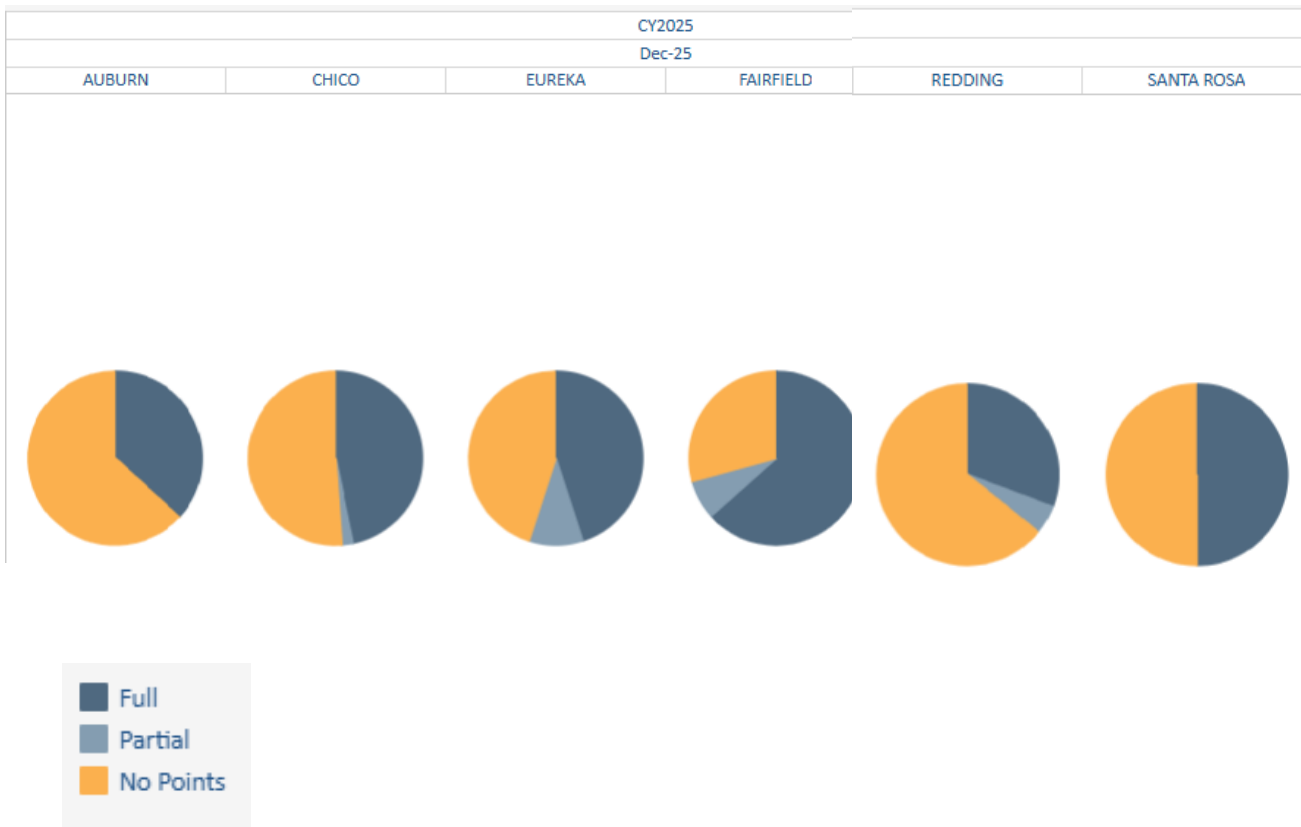 CY2025
Dec-25
AUBURN CHICO EUREKA FAIRFIELD REDDING SANTA ROSA
Full
Partial
No Points